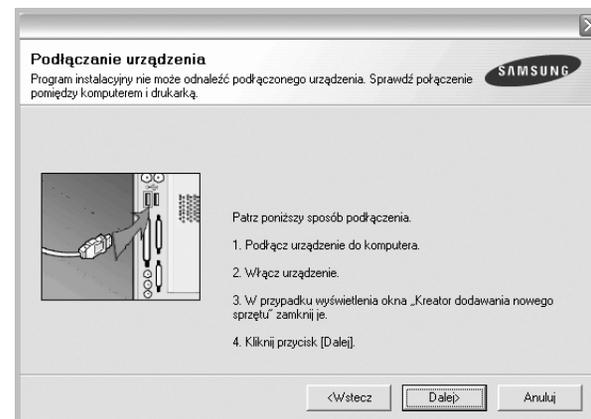 Podłączanie urządzenia
Program instalacyjny nie może odnaleźć podłączonego urządzenia. Sprawdź połączenie
pomiędzy komputerem i drukarką.
SAMSUNG
Patrz poniższy sposób podłączenia.
1. Podłącz urządzenie do komputera.
2. Włącz urządzenie.
3. W przypadku wyświetlenia okna „Kreator dodawania nowego
sprzętu” zamknij je.
4. Kliknij przycisk [Dalej].
<Wstecz
Dalej>
Anuluj